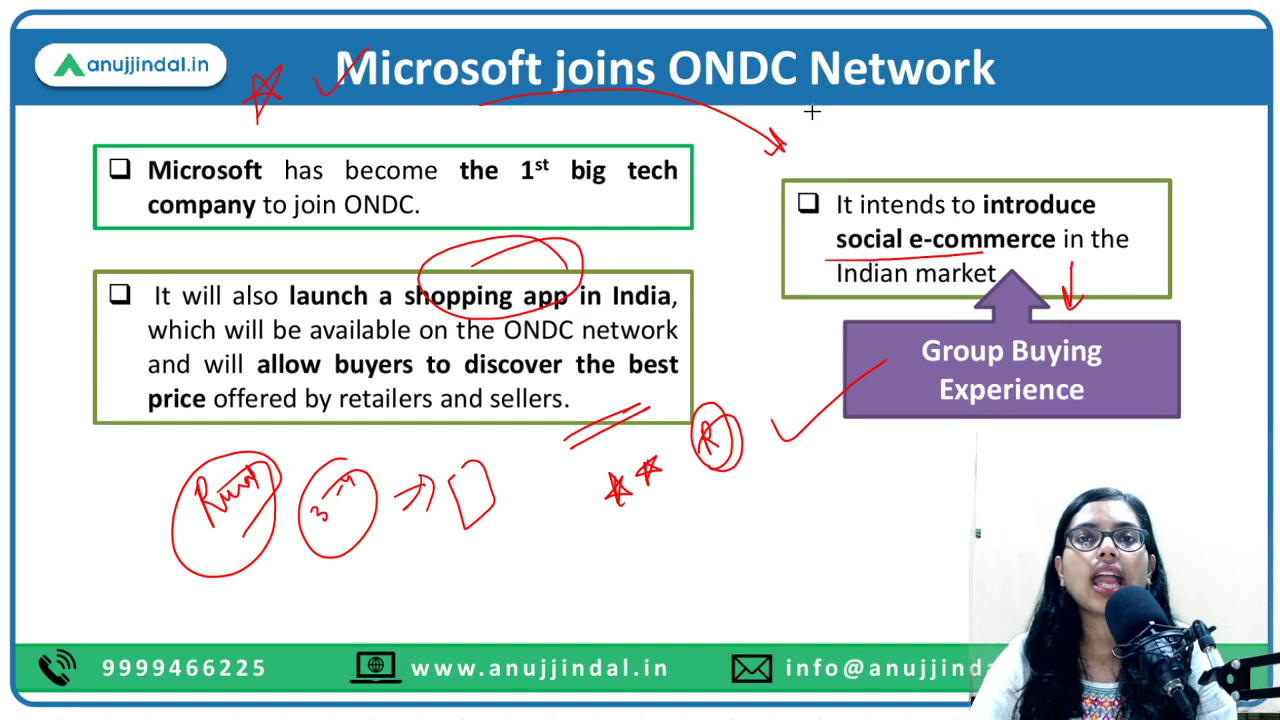 anujjindal.in
Microsoft joins ONDC Network
❑ Microsoft has become the 1st big tech
company to join ONDC.
❑ It will also launch a shopping app in India,
which will be available on the ONDC network
and will allow buyers to discover the best
price offered by retailers and sellers.
❑ It intends to introduce
social e-commerce in the
Indian market
Group Buying
Experience
R
3-4
9999466225
www.anujjindal.in
info@anujjinda